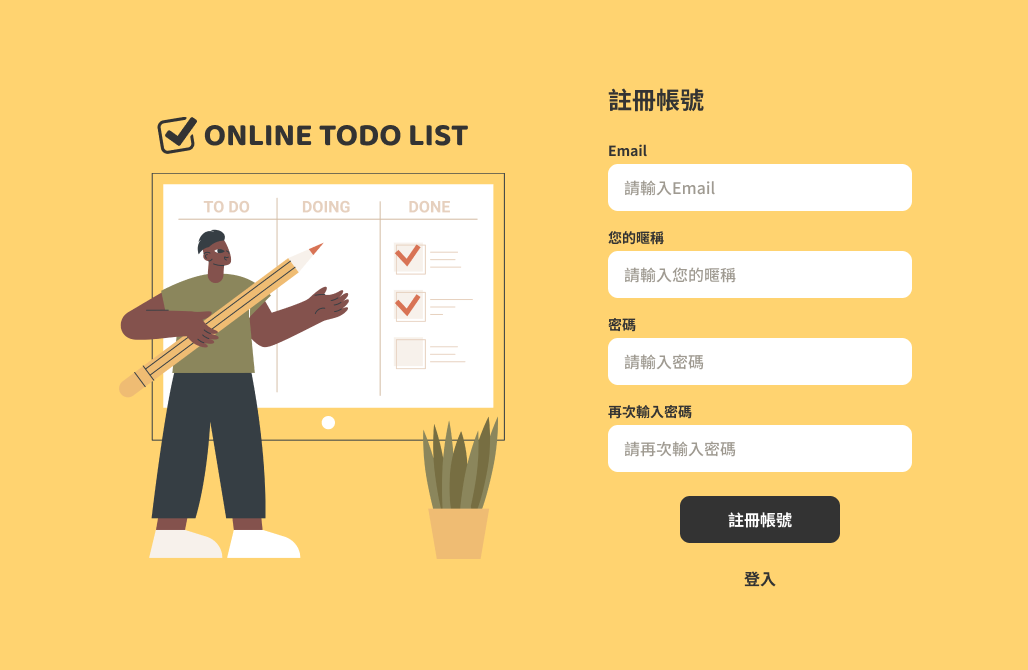 ONLINE TODO LIST
TO DO
DOING
DONE
註冊帳號
Email
請輸入Email
您的暱稱
請輸入您的暱稱
密碼
請輸入密碼
再次輸入密碼
請再次輸入密碼
註冊帳號
登入